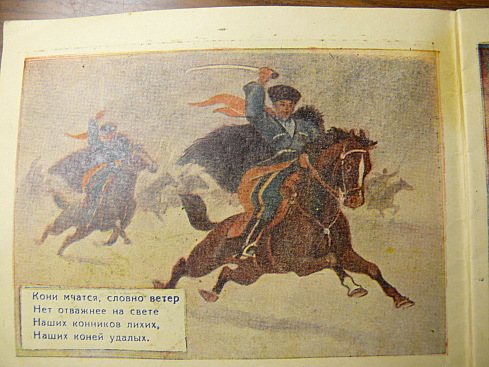 Кони мчатся, словно ветер
Нет отважнее на свете
Наших конников лихих,
Наших коней удалых.